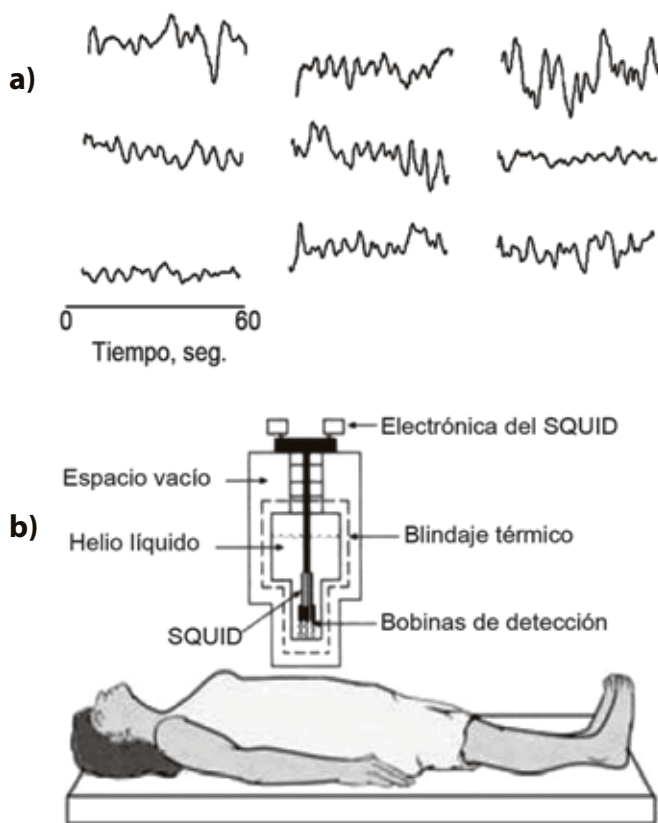 a)
0
60
Tiempo, seg.
b)
Electrónica del SQUID
Espacio vacío
Helio líquido
Blindaje térmico
SQUID
Bobinas de detección